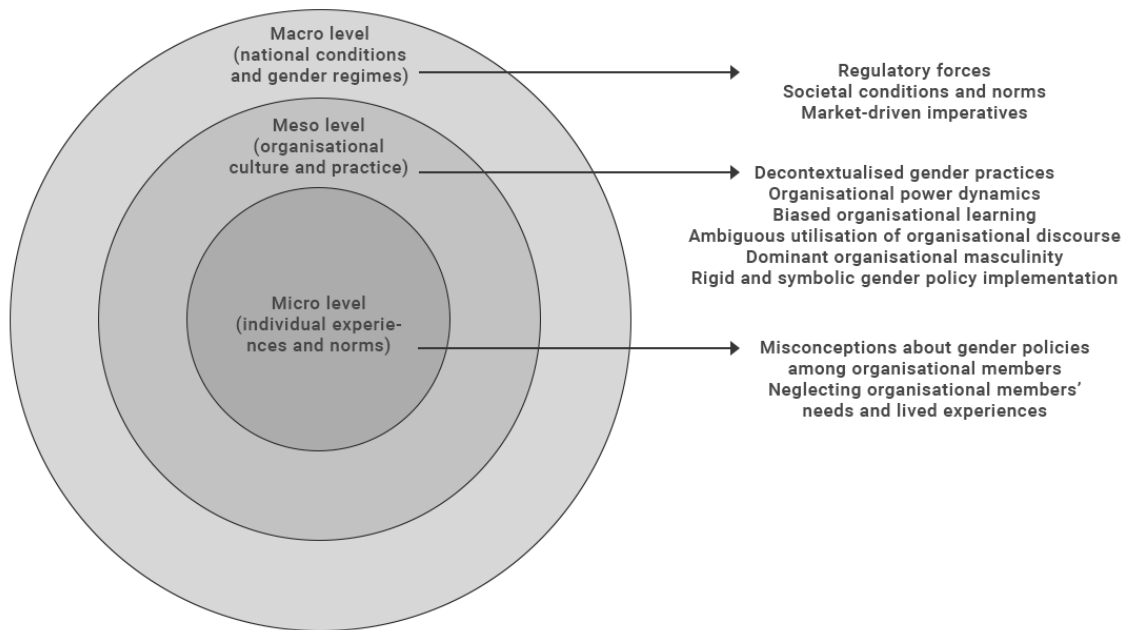 Macro level
(national conditions
and gender regimes)
Regulatory forces
Societal conditions and norms
Market-driven imperatives
Meso level
(organisational
culture and practice)
Decontextualised gender practices
Organisational power dynamics
Biased organisational learning
Ambiguous utilisation of organisational discourse
Dominant organisational masculinity
Rigid and symbolic gender policy implementation
Micro level
(individual experie-
nces and norms)
Misconceptions about gender policies
among organisational members
Neglecting organisational members’
needs and lived experiences